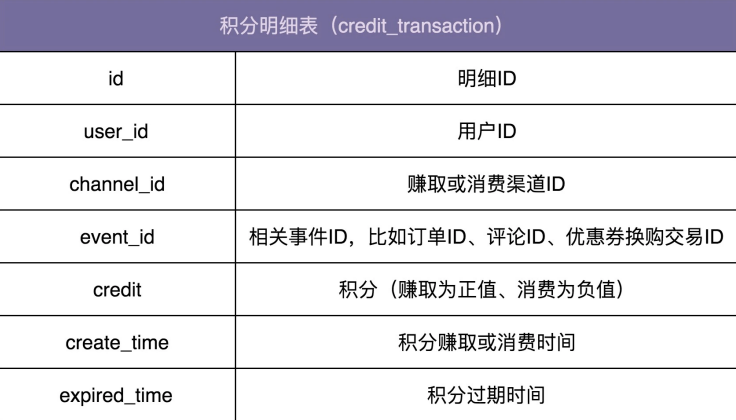 积分明细表（credit_transaction）
id 明细ID
user_id 用户ID
channel_id 赚取或消费渠道ID
event_id 相关事件ID，比如订单ID、评论ID、优惠券换购交易ID
credit 积分（赚取为正值、消费为负值）
create_time 积分赚取或消费时间
expired_time 积分过期时间